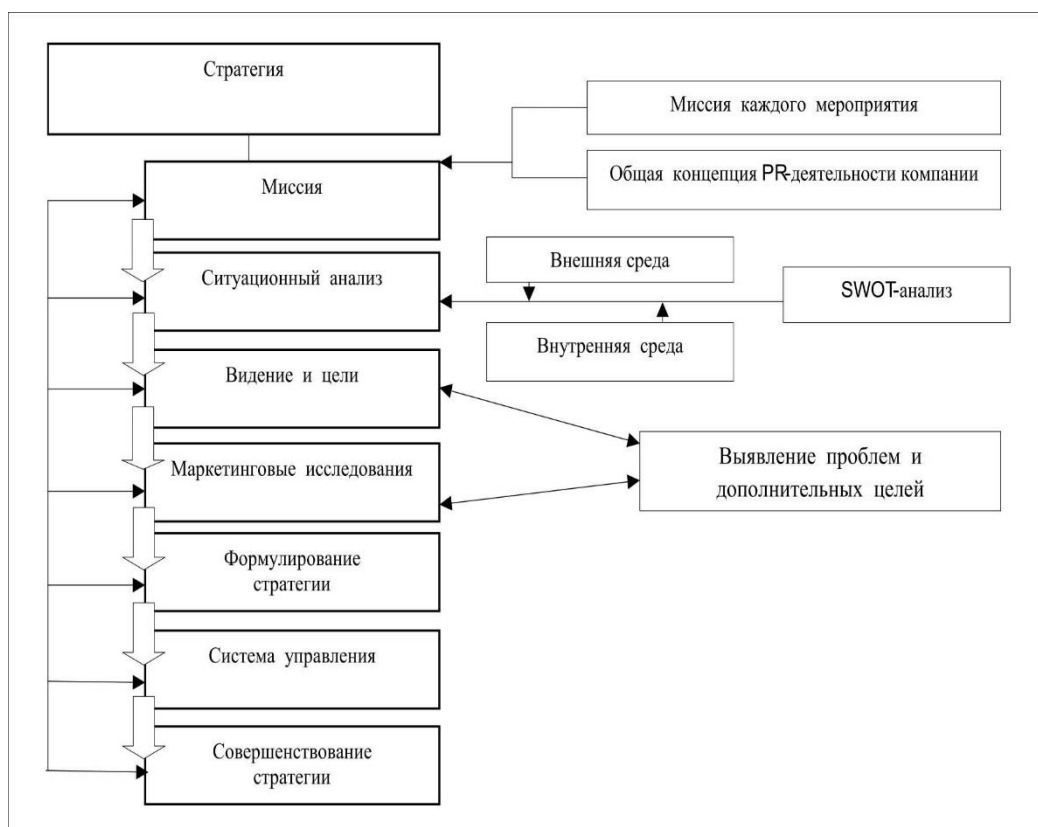 Стратегия
Миссия каждого мероприятия
Общая концепция PR-деятельности компании
Миссия
Ситуационный анализ
Внешняя среда
SWOT-анализ
Внутренняя среда
Видение и цели
Выявление проблем и
дополнительных целей
Маркетинговые исследования
Формулирование
стратегии
Система управления
Совершенствование
стратегии